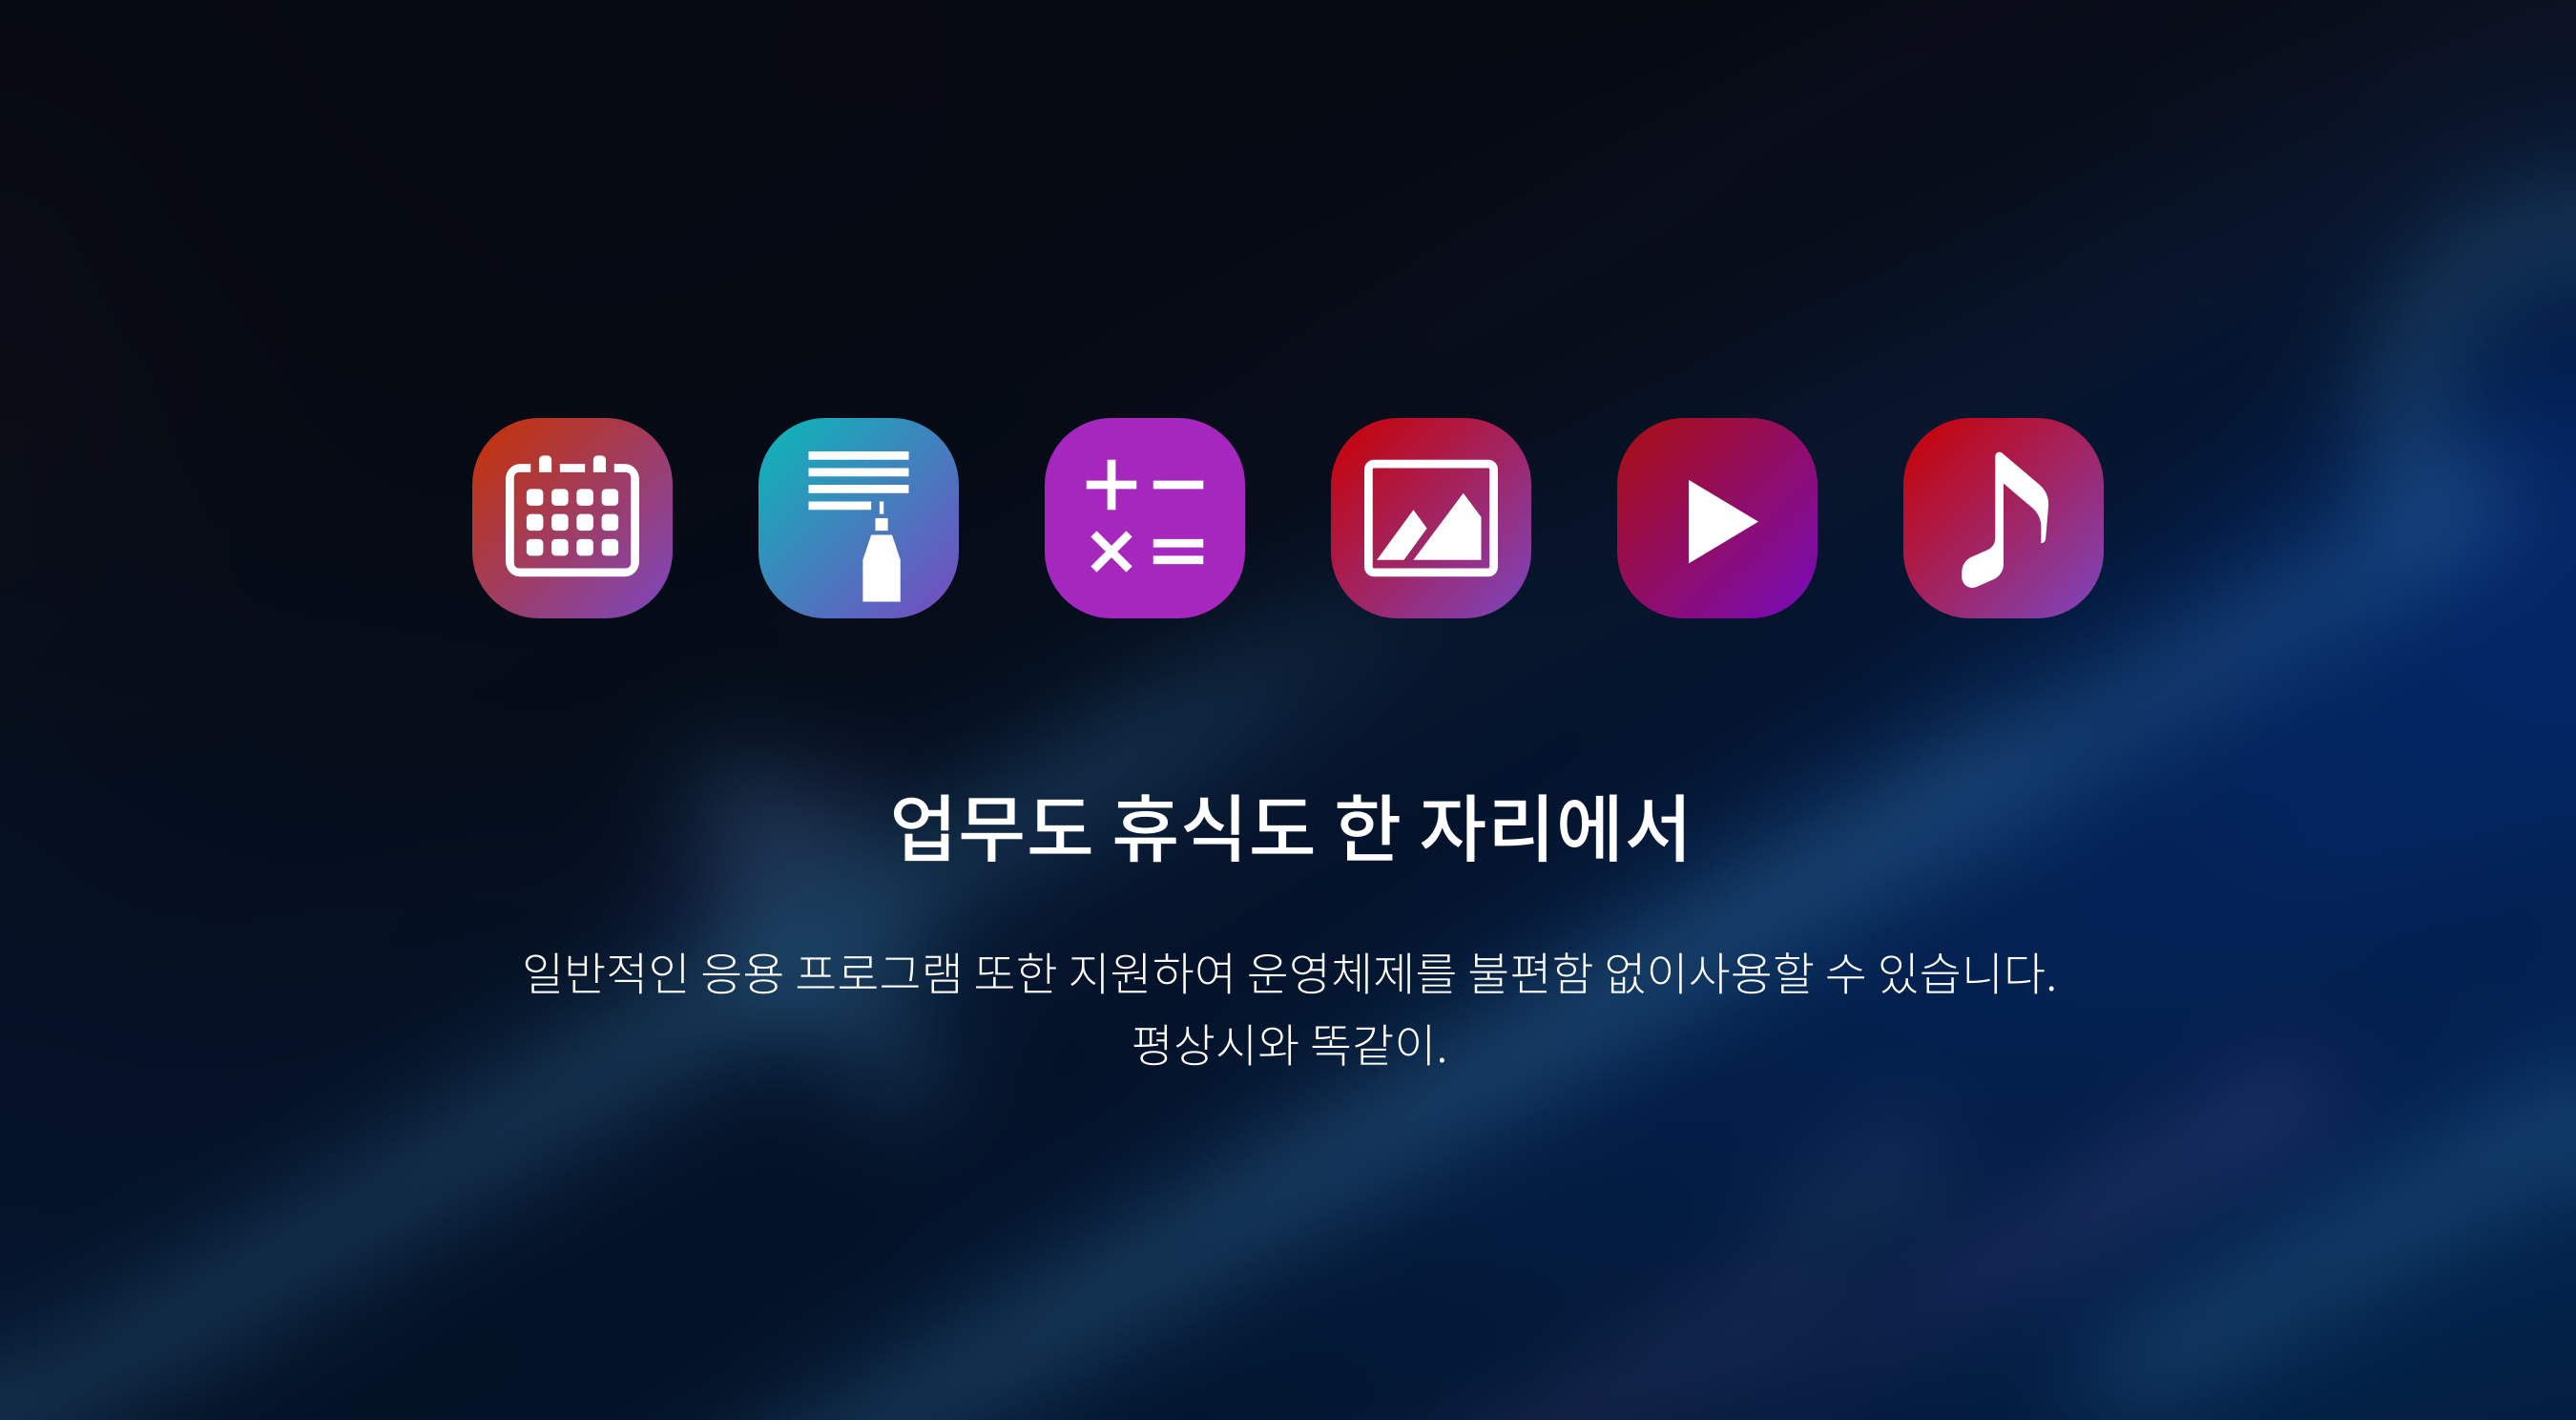 업무도 휴식도 한 자리에서
일반적인 응용 프로그램 또한 지원하여 운영체제를 불편함 없이사용할 수 있습니다.
평상시와 똑같이.